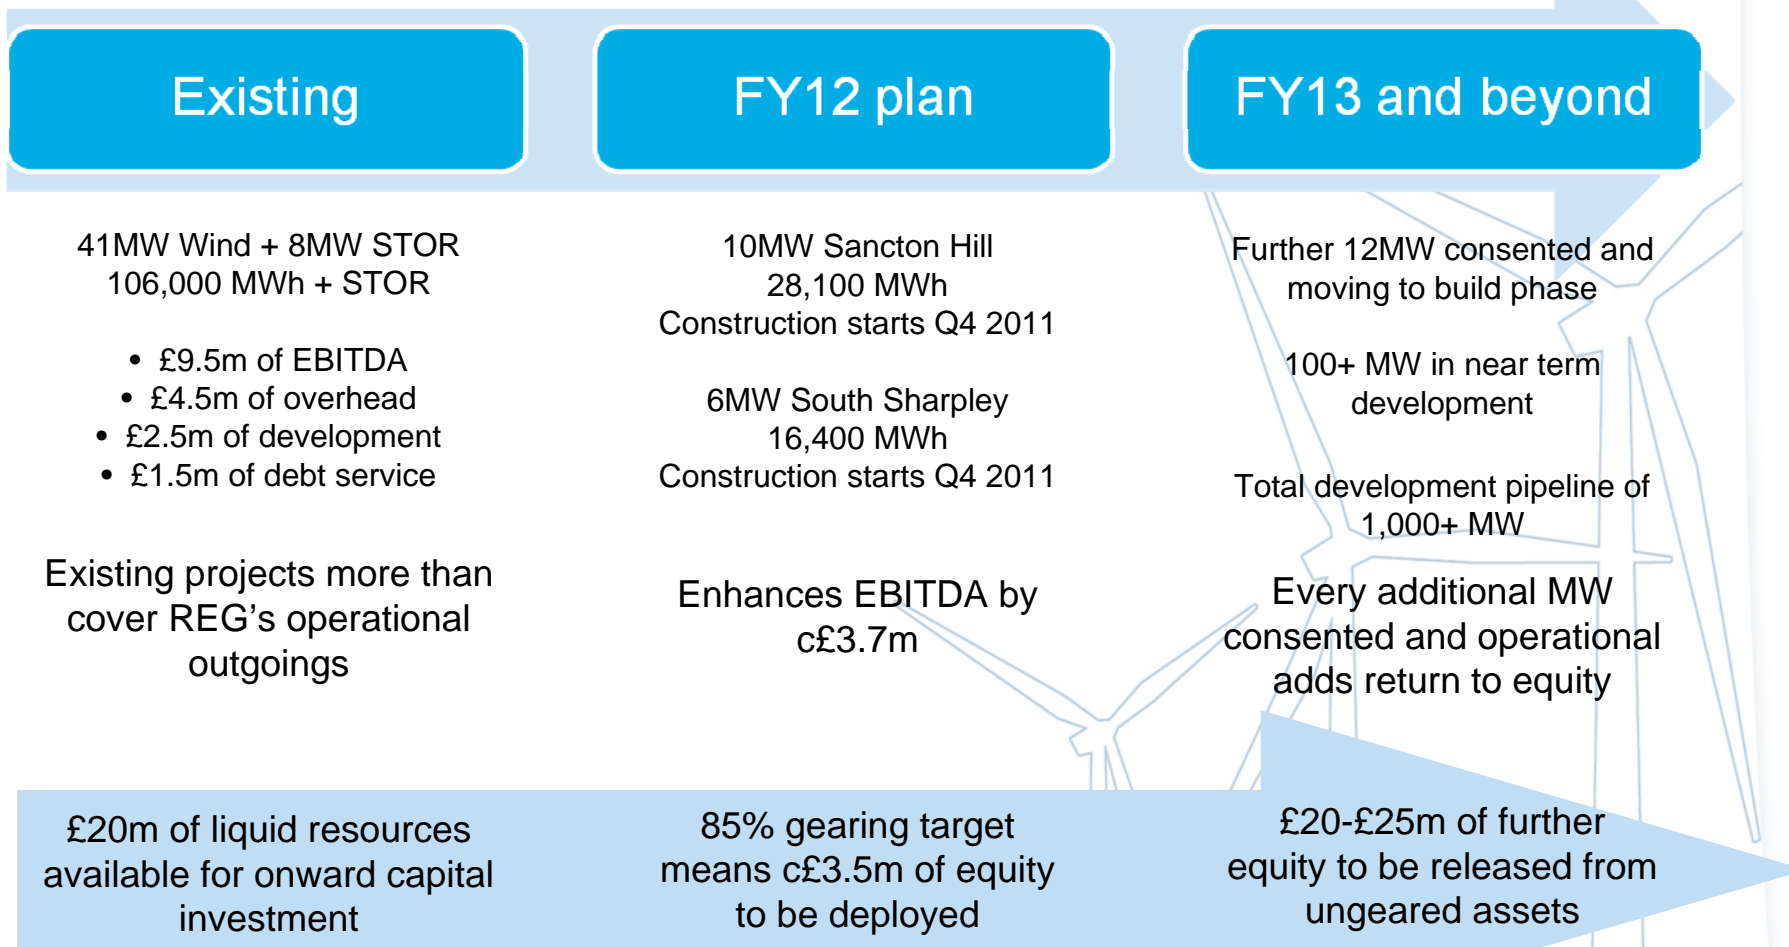 Existing
41MW Wind + 8MW STOR
106,000 MWh + STOR
• £9.5m of EBITDA
• £4.5m of overhead
• £2.5m of development
• £1.5m of debt service
Existing projects more than
cover REG’s operational
outgoings
£20m of liquid resources
available for onward capital
investment
FY12 plan
10MW Sancton Hill
28,100 MWh
Construction starts Q4 2011
6MW South Sharpley
16,400 MWh
Construction starts Q4 2011
Enhances EBITDA by
c£3.7m
85% gearing target
means c£3.5m of equity
to be deployed
FY13 and beyond
Further 12MW consented and
moving to build phase
100+ MW in near term
development
Total development pipeline of
1,000+ MW
Every additional MW
consented and operational
adds return to equity
£20-£25m of further
equity to be released from
ungeared assets